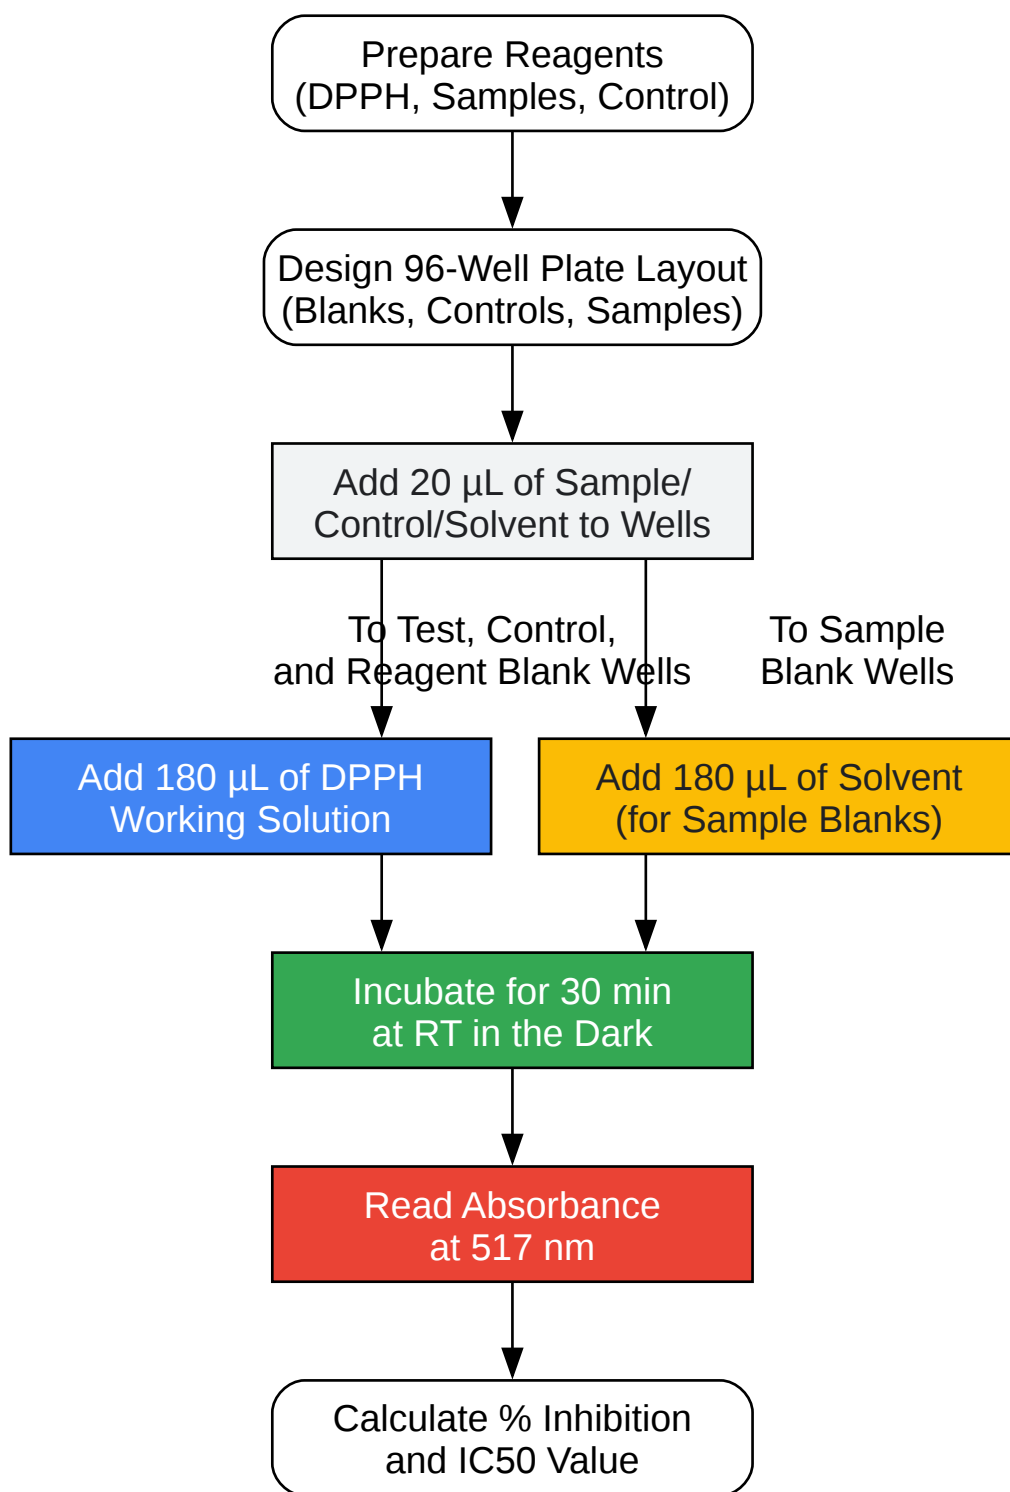 Prepare Reagents
(DPPH, Samples, Control)
Design 96-Well Plate Layout
(Blanks, Controls, Samples)
Add 20 µL of Sample/
Control/Solvent to Wells
To Test, Control,
and Reagent Blank Wells
To Sample
Blank Wells
Add 180 µL of DPPH
Working Solution
Add 180 µL of Solvent
(for Sample Blanks)
Incubate for 30 min
at RT in the Dark
Read Absorbance
at 517 nm
Calculate % Inhibition
and IC50 Value